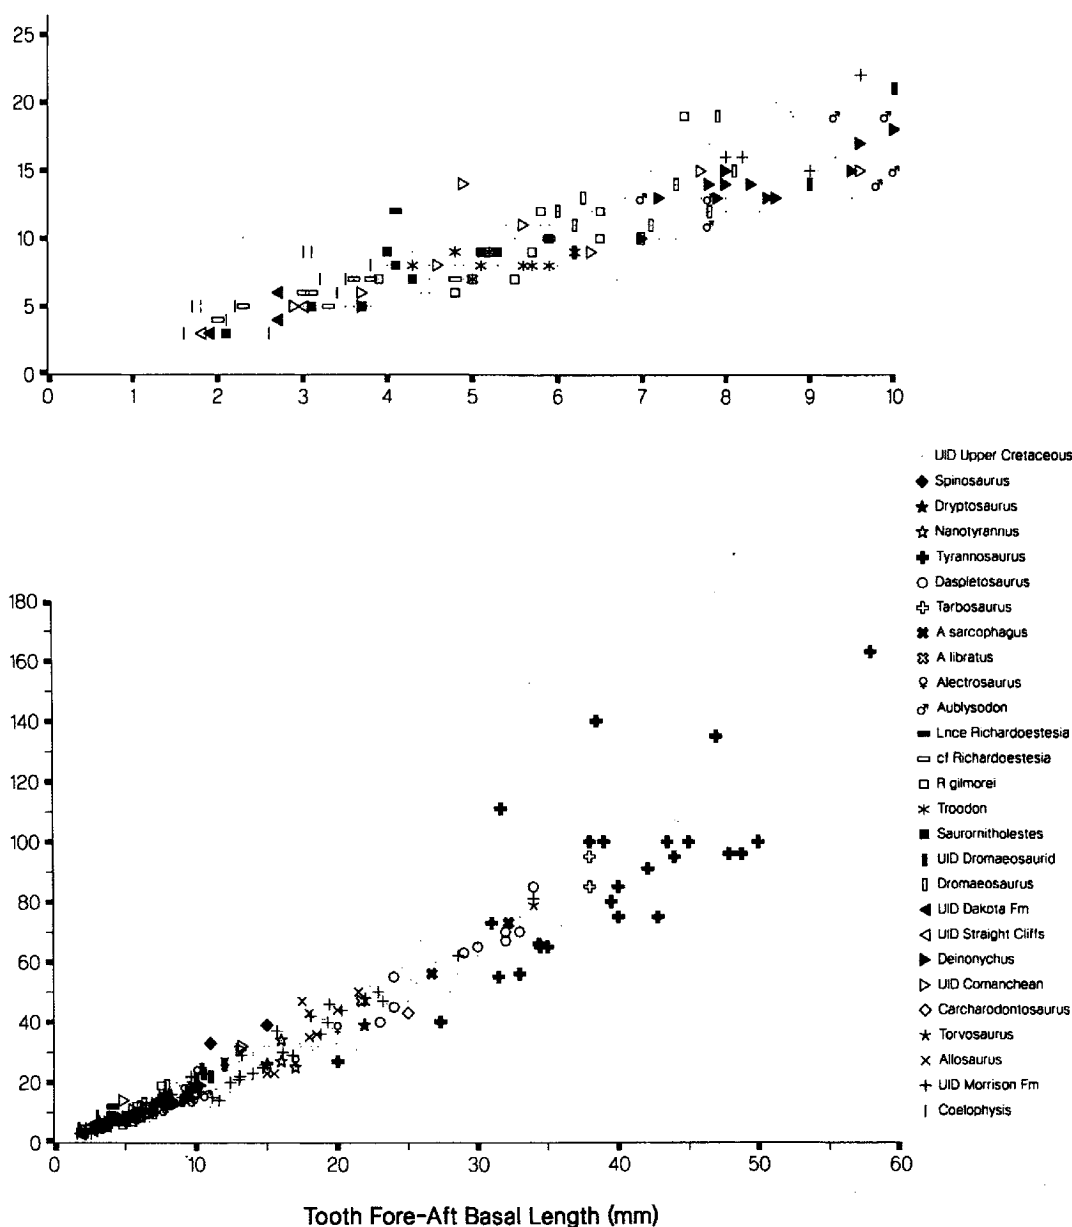 25
20
15
10
5
0
0 1 2 3 4 5 6 7 8 9 10
UID Upper Cretaceous
Spinosaurus
Dryptosaurus
Nanotyrannus
Tyrannosaurus
Daspletosaurus
Tarbosaurus
A sarcophagus
A libratus
Alectrosaurus
Aublysodon
Lnce Richardoestesia
cf Richardoestesia
R gilmorei
Troodon
Saurornitholestes
UID Dromaeosaurid
Dromaeosaurus
UID Dakota Fm
UID Straight Cliffs
Deinonychus
UID Comanchean
Carcharodontosaurus
Torvosaurus
Allosaurus
UID Morrison Fm
Coelophysis
180
160
140
120
100
80
60
40
20
0
0 10 20 30 40 50 60
Tooth Fore-Aft Basal Length (mm)